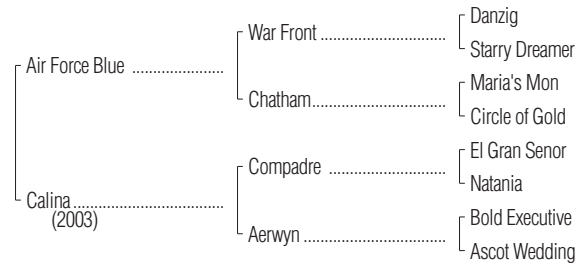 Danzig
War Front ....................................
Starry Dreamer
Air Force Blue .......................
Maria's Mon
Chatham.....................................
Circle of Gold
El Gran Senor
Compadre .................................
Natania
Calina......................................
(2003)
Bold Executive
Aerwyn .......................................
Ascot Wedding